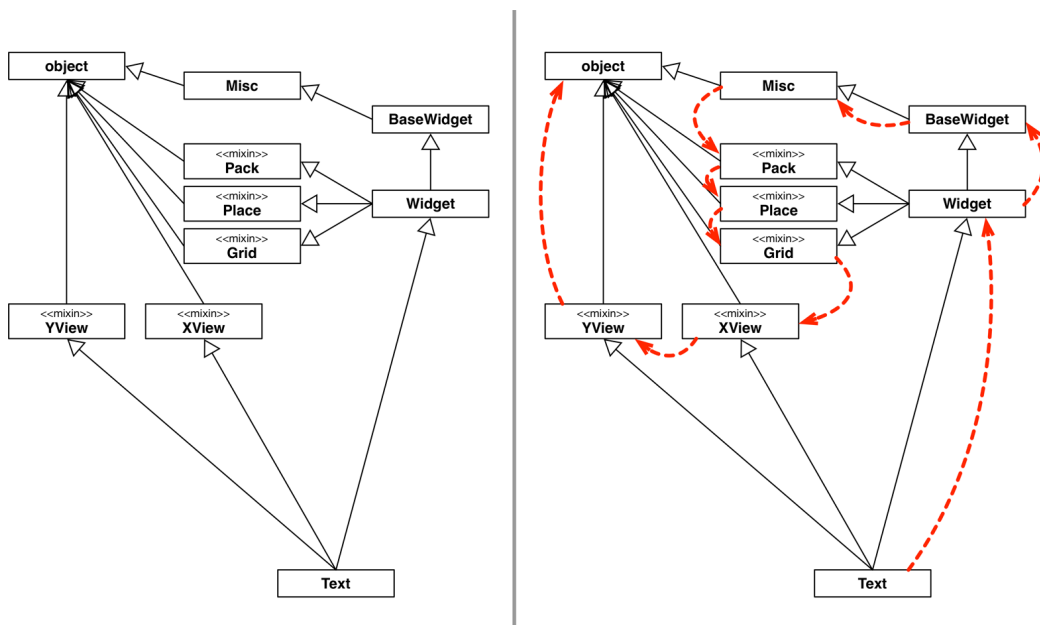 object
Misc
BaseWidget
<<mixin>>
Pack
<<mixin>>
Place
Widget
<<mixin>>
Grid
<<mixin>>
YView
<<mixin>>
XView
Text
object
Misc
BaseWidget
<<mixin>>
Pack
<<mixin>>
Place
Widget
<<mixin>>
Grid
<<mixin>>
YView
<<mixin>>
XView
Text